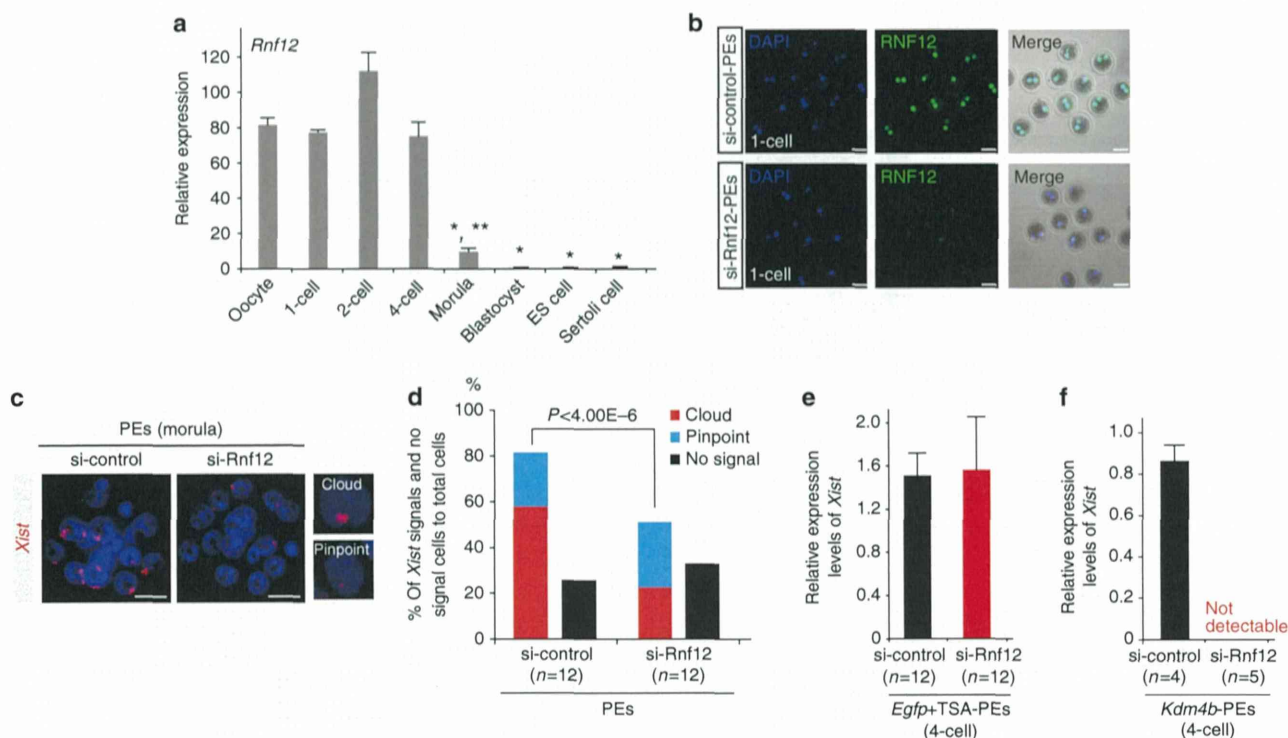 a
Rnf12
Relative expression
120
100
80
60
40
20
0
*, **
*
*
*
Oocyte
1-cell
2-cell
4-cell
Morula
Blastocyst
ES cell
Sertoli cell
b
si-control-PEs
DAPI
1-cell
RNF12
Merge
si-Rnf12-PEs
DAPI
1-cell
RNF12
Merge
c
PEs (morula)
si-control
si-Rnf12
Xist
Cloud
Pinpoint
d
%
% Of Xist signals and no
signal cells to total cells
100
80
60
40
20
0
P<4.00E–6
Cloud
Pinpoint
No signal
si-control
(n=12)
si-Rnf12
(n=12)
PEs
e
Relative expression
levels of Xist
2.0
1.6
1.2
0.8
0.4
0
si-control
(n=12)
si-Rnf12
(n=12)
Egfp+TSA-PEs
(4-cell)
f
Relative expression
levels of Xist
1.0
0.8
0.6
0.4
0.2
0
Not
detectable
si-control
(n=4)
si-Rnf12
(n=5)
Kdm4b-PEs
(4-cell)